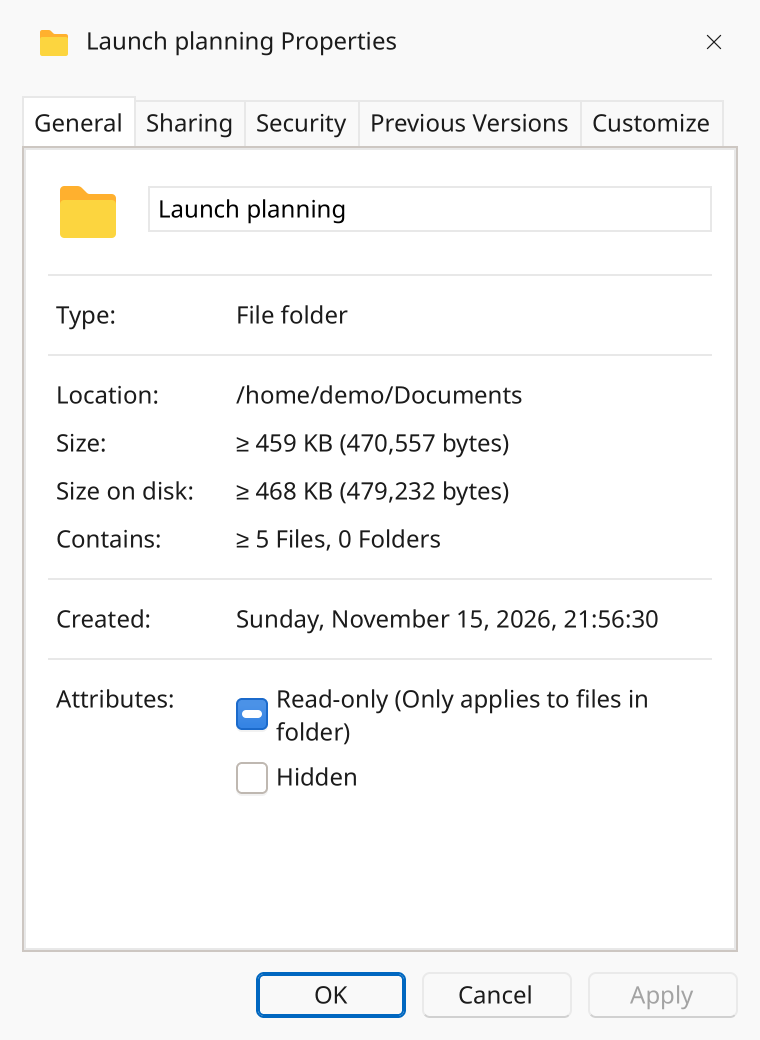 Launch planning Properties
General Sharing Security Previous Versions Customize
Launch planning
Type: File folder
Location: /home/demo/Documents
Size: ≥ 459 KB (470,557 bytes)
Size on disk: ≥ 468 KB (479,232 bytes)
Contains: ≥ 5 Files, 0 Folders
Created: Sunday, November 15, 2026, 21:56:30
Attributes: Read-only (Only applies to files in
folder)
Hidden
OK Cancel Apply